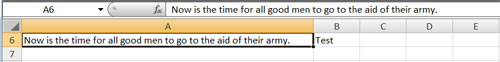 A6 fx Now is the time for all good men to go to the aid of their army.
A B C D E
6 Now is the time for all good men to go to the aid of their army. Test
7